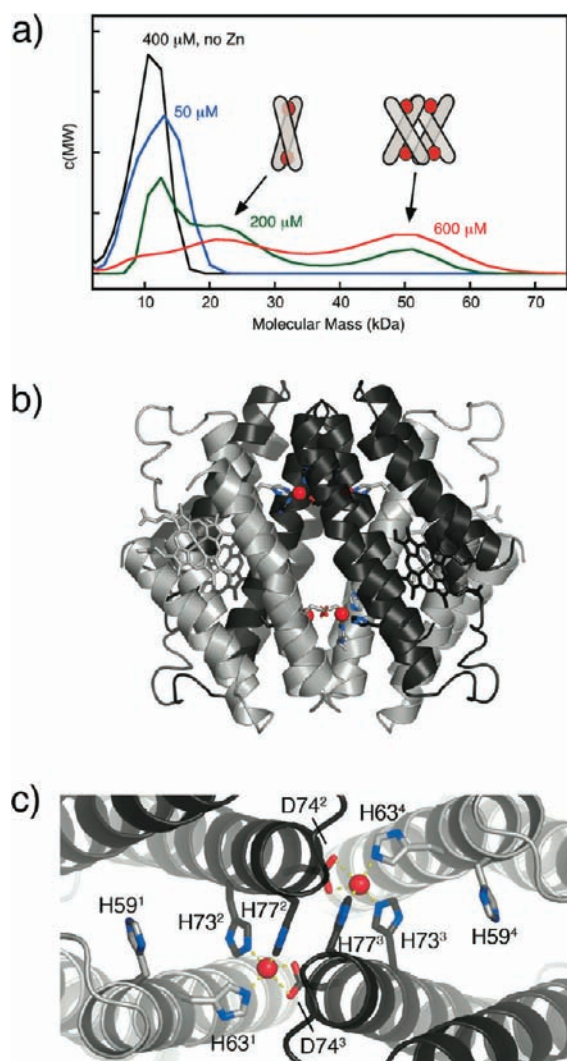 a)
400 μM, no Zn
50 μM
200 μM
600 μM
c(MW)
10 20 30 40 50 60 70
Molecular Mass (kDa)
b)
c)
D74²
H63⁴
H59¹
H73²
H77²
H77³
H73³
H59⁴
H63¹
D74³